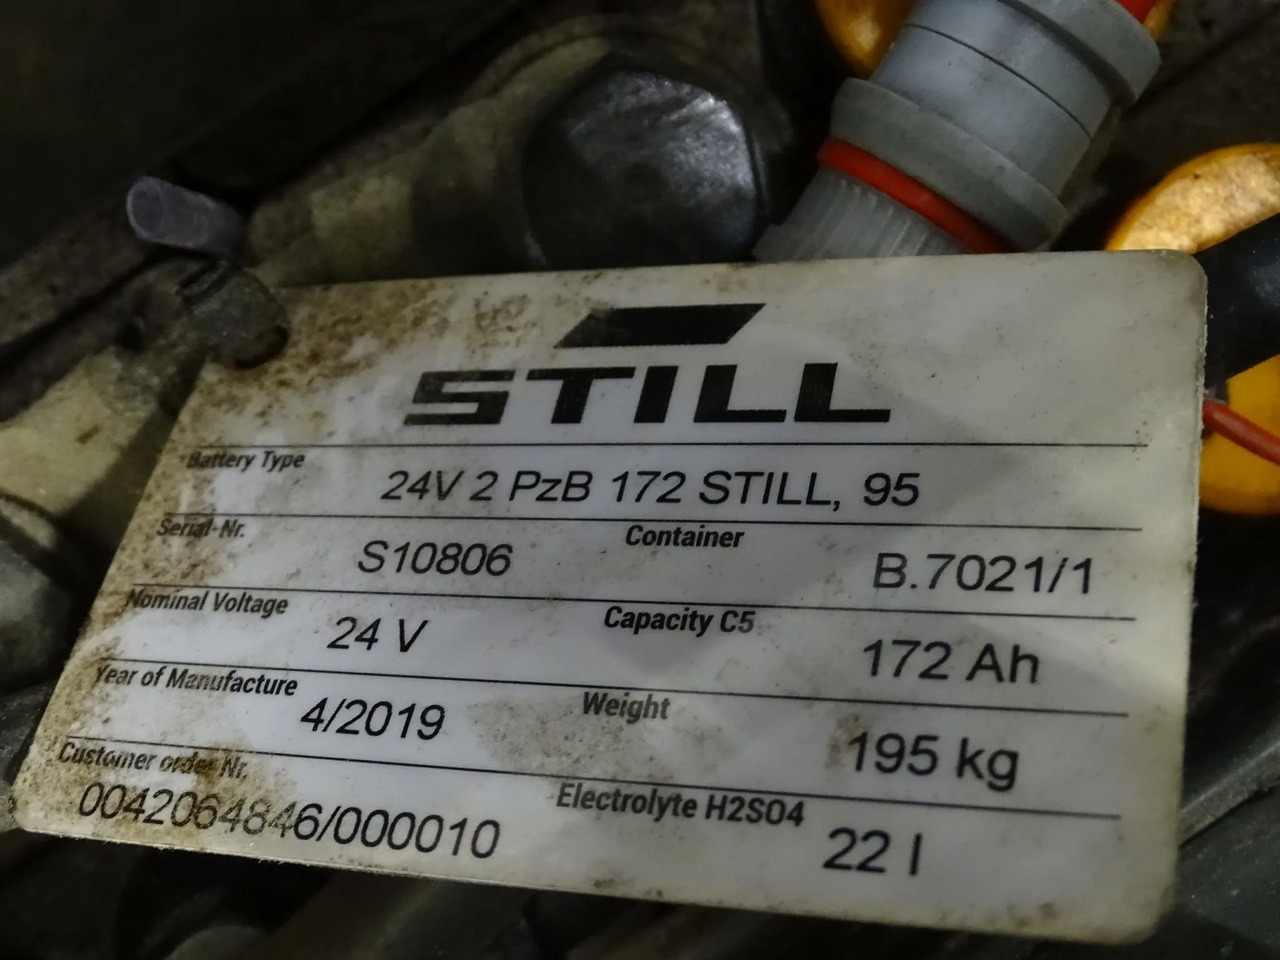 STILL
Battery Type
24V 2 PzB 172 STILL, 95
Serial-Nr. S10806 Container B.7021/1
Nominal Voltage 24 V Capacity C5 172 Ah
Year of Manufacture 4/2019 Weight 195 kg
Customer order Nr. Electrolyte H2SO4 22 l
0042064846/000010